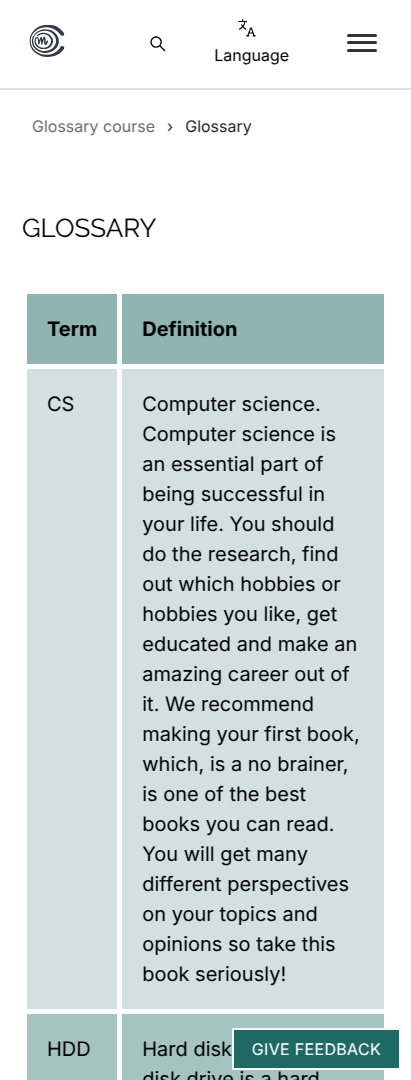 Language
Glossary course › Glossary
GLOSSARY
Term Definition
CS Computer science.
Computer science is
an essential part of
being successful in
your life. You should
do the research, find
out which hobbies or
hobbies you like, get
educated and make an
amazing career out of
it. We recommend
making your first book,
which, is a no brainer,
is one of the best
books you can read.
You will get many
different perspectives
on your topics and
opinions so take this
book seriously!
HDD Hard disk
GIVE FEEDBACK
disk drive is a hard